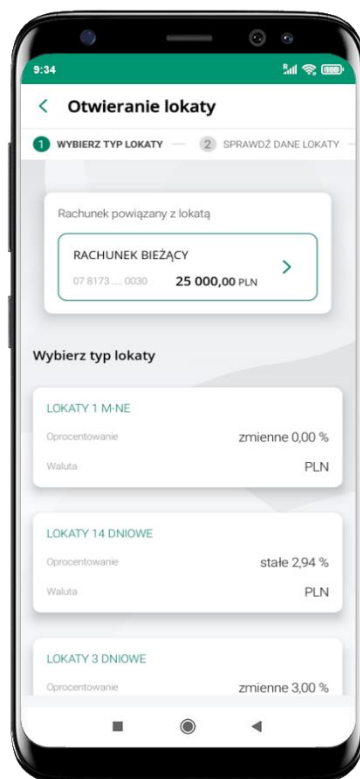 9:34
Otwieranie lokaty
1 WYBIERZ TYP LOKATY 2 SPRAWDŹ DANE LOKATY
Rachunek powiązany z lokatą
RACHUNEK BIEŻĄCY
07 8173 .... 0030 25 000,00 PLN
Wybierz typ lokaty
LOKATY 1 M-NE
Oprocentowanie zmienne 0,00 %
Waluta PLN
LOKATY 14 DNIOWE
Oprocentowanie stałe 2,94 %
Waluta PLN
LOKATY 3 DNIOWE
Oprocentowanie zmienne 3,00 %